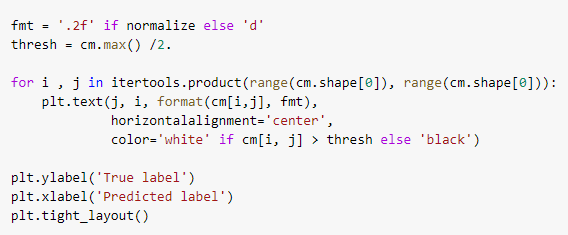 fmt = '.2f' if normalize else 'd'
thresh = cm.max() /2.
for i , j in itertools.product(range(cm.shape[0]), range(cm.shape[0])):
    plt.text(j, i, format(cm[i,j], fmt),
             horizontalalignment='center',
             color='white' if cm[i, j] > thresh else 'black')
plt.ylabel('True label')
plt.xlabel('Predicted label')
plt.tight_layout()